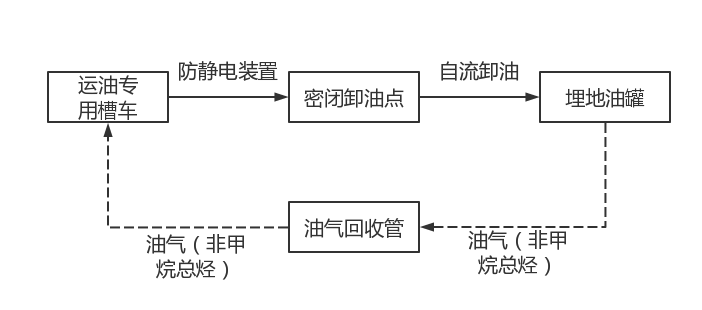 防静电装置
自流卸油
运油专
用槽车
密闭卸油点
埋地油罐
油气回收管
油气（非甲
烷总烃）
油气（非甲
烷总烃）